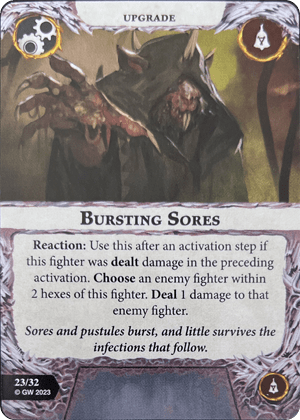 UPGRADE
BURSTING SORES
Reaction: Use this after an activation step if
this fighter was dealt damage in the preceding
activation. Choose an enemy fighter within
2 hexes of this fighter. Deal 1 damage to that
enemy fighter.
Sores and pustules burst, and little survives the
infections that follow.
23/32
© GW 2023